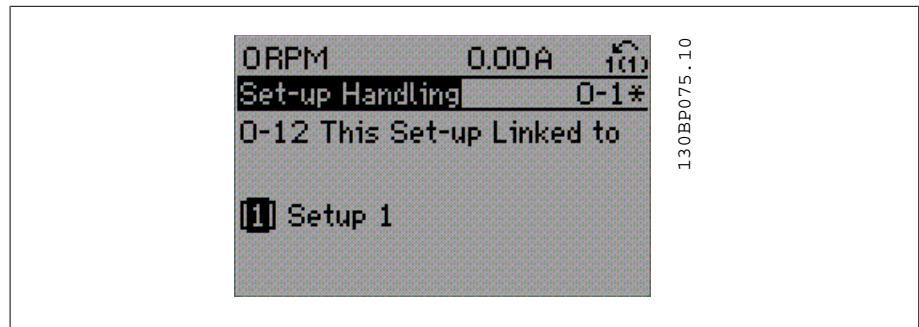 0RPM 0.00A 1(1)
Set-up Handling 0-1*
0-12 This Set-up Linked to
[1] Setup 1
130BP075.10